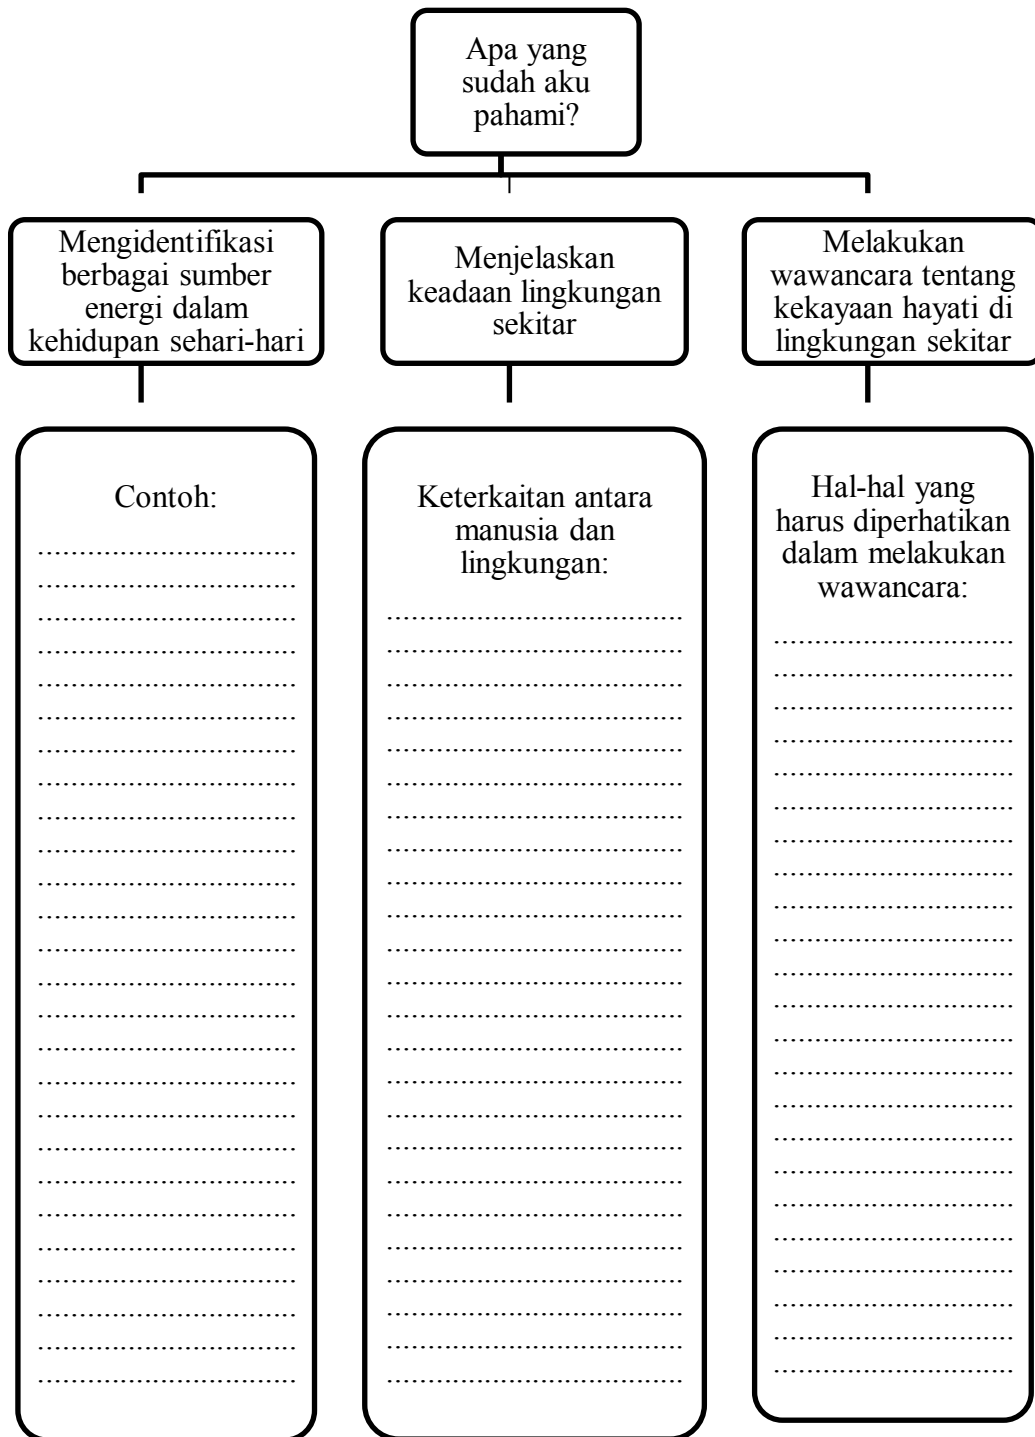 Apa yang
sudah aku
pahami?
Mengidentifikasi
berbagai sumber
energi dalam
kehidupan sehari-hari
Menjelaskan
keadaan lingkungan
sekitar
Melakukan
wawancara tentang
kekayaan hayati di
lingkungan sekitar
Contoh:
Keterkaitan antara
manusia dan
lingkungan:
Hal-hal yang
harus diperhatikan
dalam melakukan
wawancara: